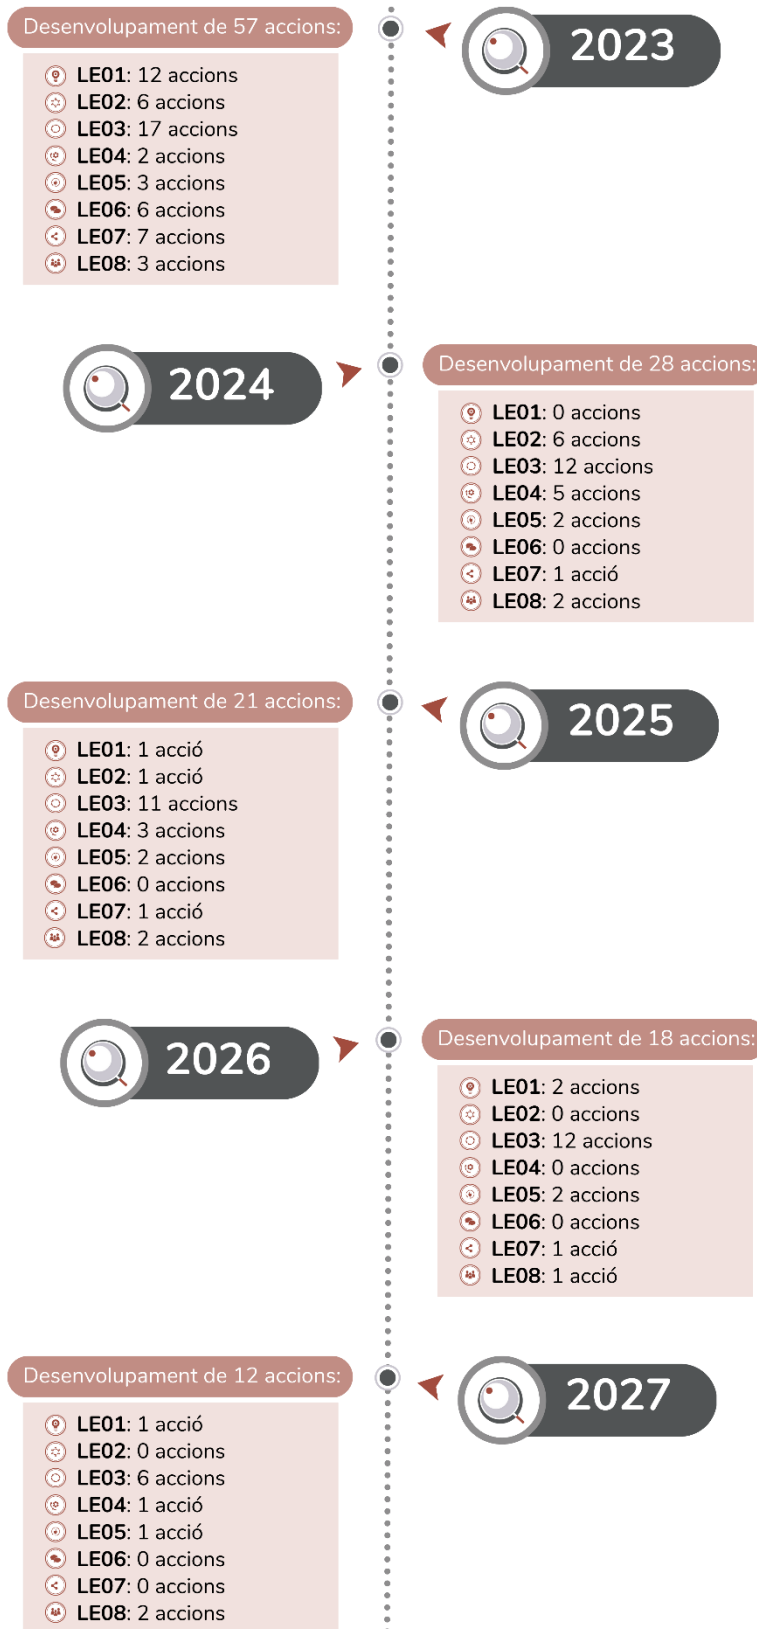 2023
Desenvolupament de 57 accions:
LE01: 12 accions
LE02: 6 accions
LE03: 17 accions
LE04: 2 accions
LE05: 3 accions
LE06: 6 accions
LE07: 7 accions
LE08: 3 accions
2024
Desenvolupament de 28 accions:
LE01: 0 accions
LE02: 6 accions
LE03: 12 accions
LE04: 5 accions
LE05: 2 accions
LE06: 0 accions
LE07: 1 acció
LE08: 2 accions
2025
Desenvolupament de 21 accions:
LE01: 1 acció
LE02: 1 acció
LE03: 11 accions
LE04: 3 accions
LE05: 2 accions
LE06: 0 accions
LE07: 1 acció
LE08: 2 accions
2026
Desenvolupament de 18 accions:
LE01: 2 accions
LE02: 0 accions
LE03: 12 accions
LE04: 0 accions
LE05: 2 accions
LE06: 0 accions
LE07: 1 acció
LE08: 1 acció
2027
Desenvolupament de 12 accions:
LE01: 1 acció
LE02: 0 accions
LE03: 6 accions
LE04: 1 acció
LE05: 1 acció
LE06: 0 accions
LE07: 0 accions
LE08: 2 accions